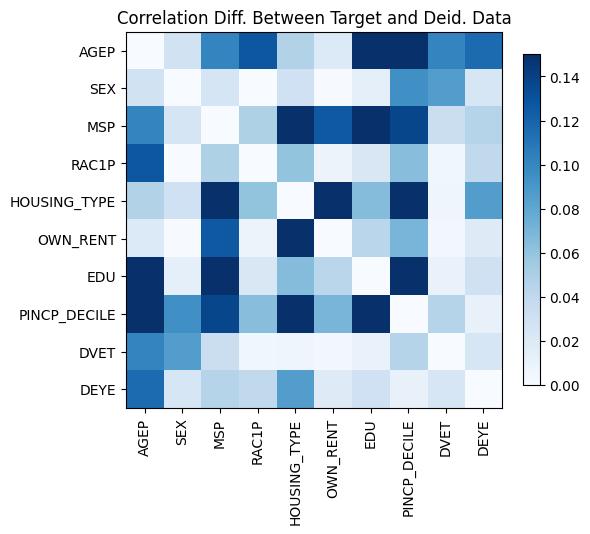 Correlation Diff. Between Target and Deid. Data
AGEP
SEX
MSP
RAC1P
HOUSING_TYPE
OWN_RENT
EDU
PINCP_DECILE
DVET
DEYE
AGEP
SEX
MSP
RAC1P
HOUSING_TYPE
OWN_RENT
EDU
PINCP_DECILE
DVET
DEYE
0.14
0.12
0.10
0.08
0.06
0.04
0.02
0.00